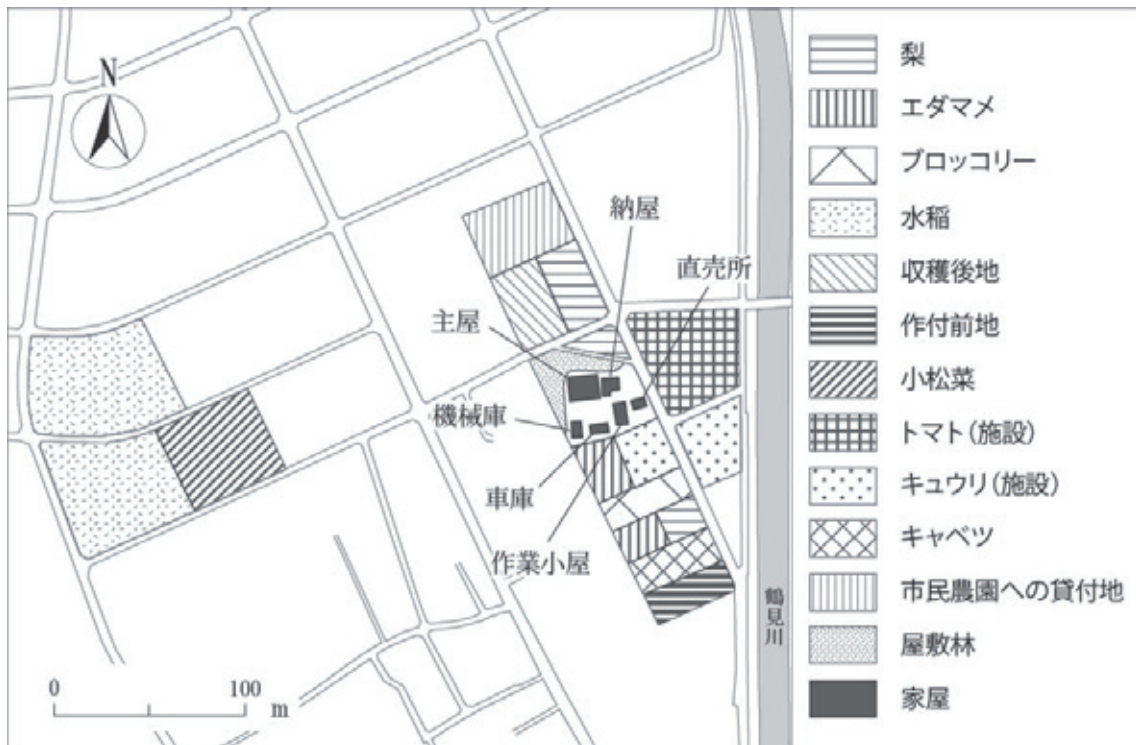 N
納屋
直売所
主屋
機械庫
車庫
作業小屋
鶴見川
0 100
m
梨
エダマメ
ブロッコリー
水稲
収穫後地
作付前地
小松菜
トマト(施設)
キュウリ(施設)
キャベツ
市民農園への貸付地
屋敷林
家屋